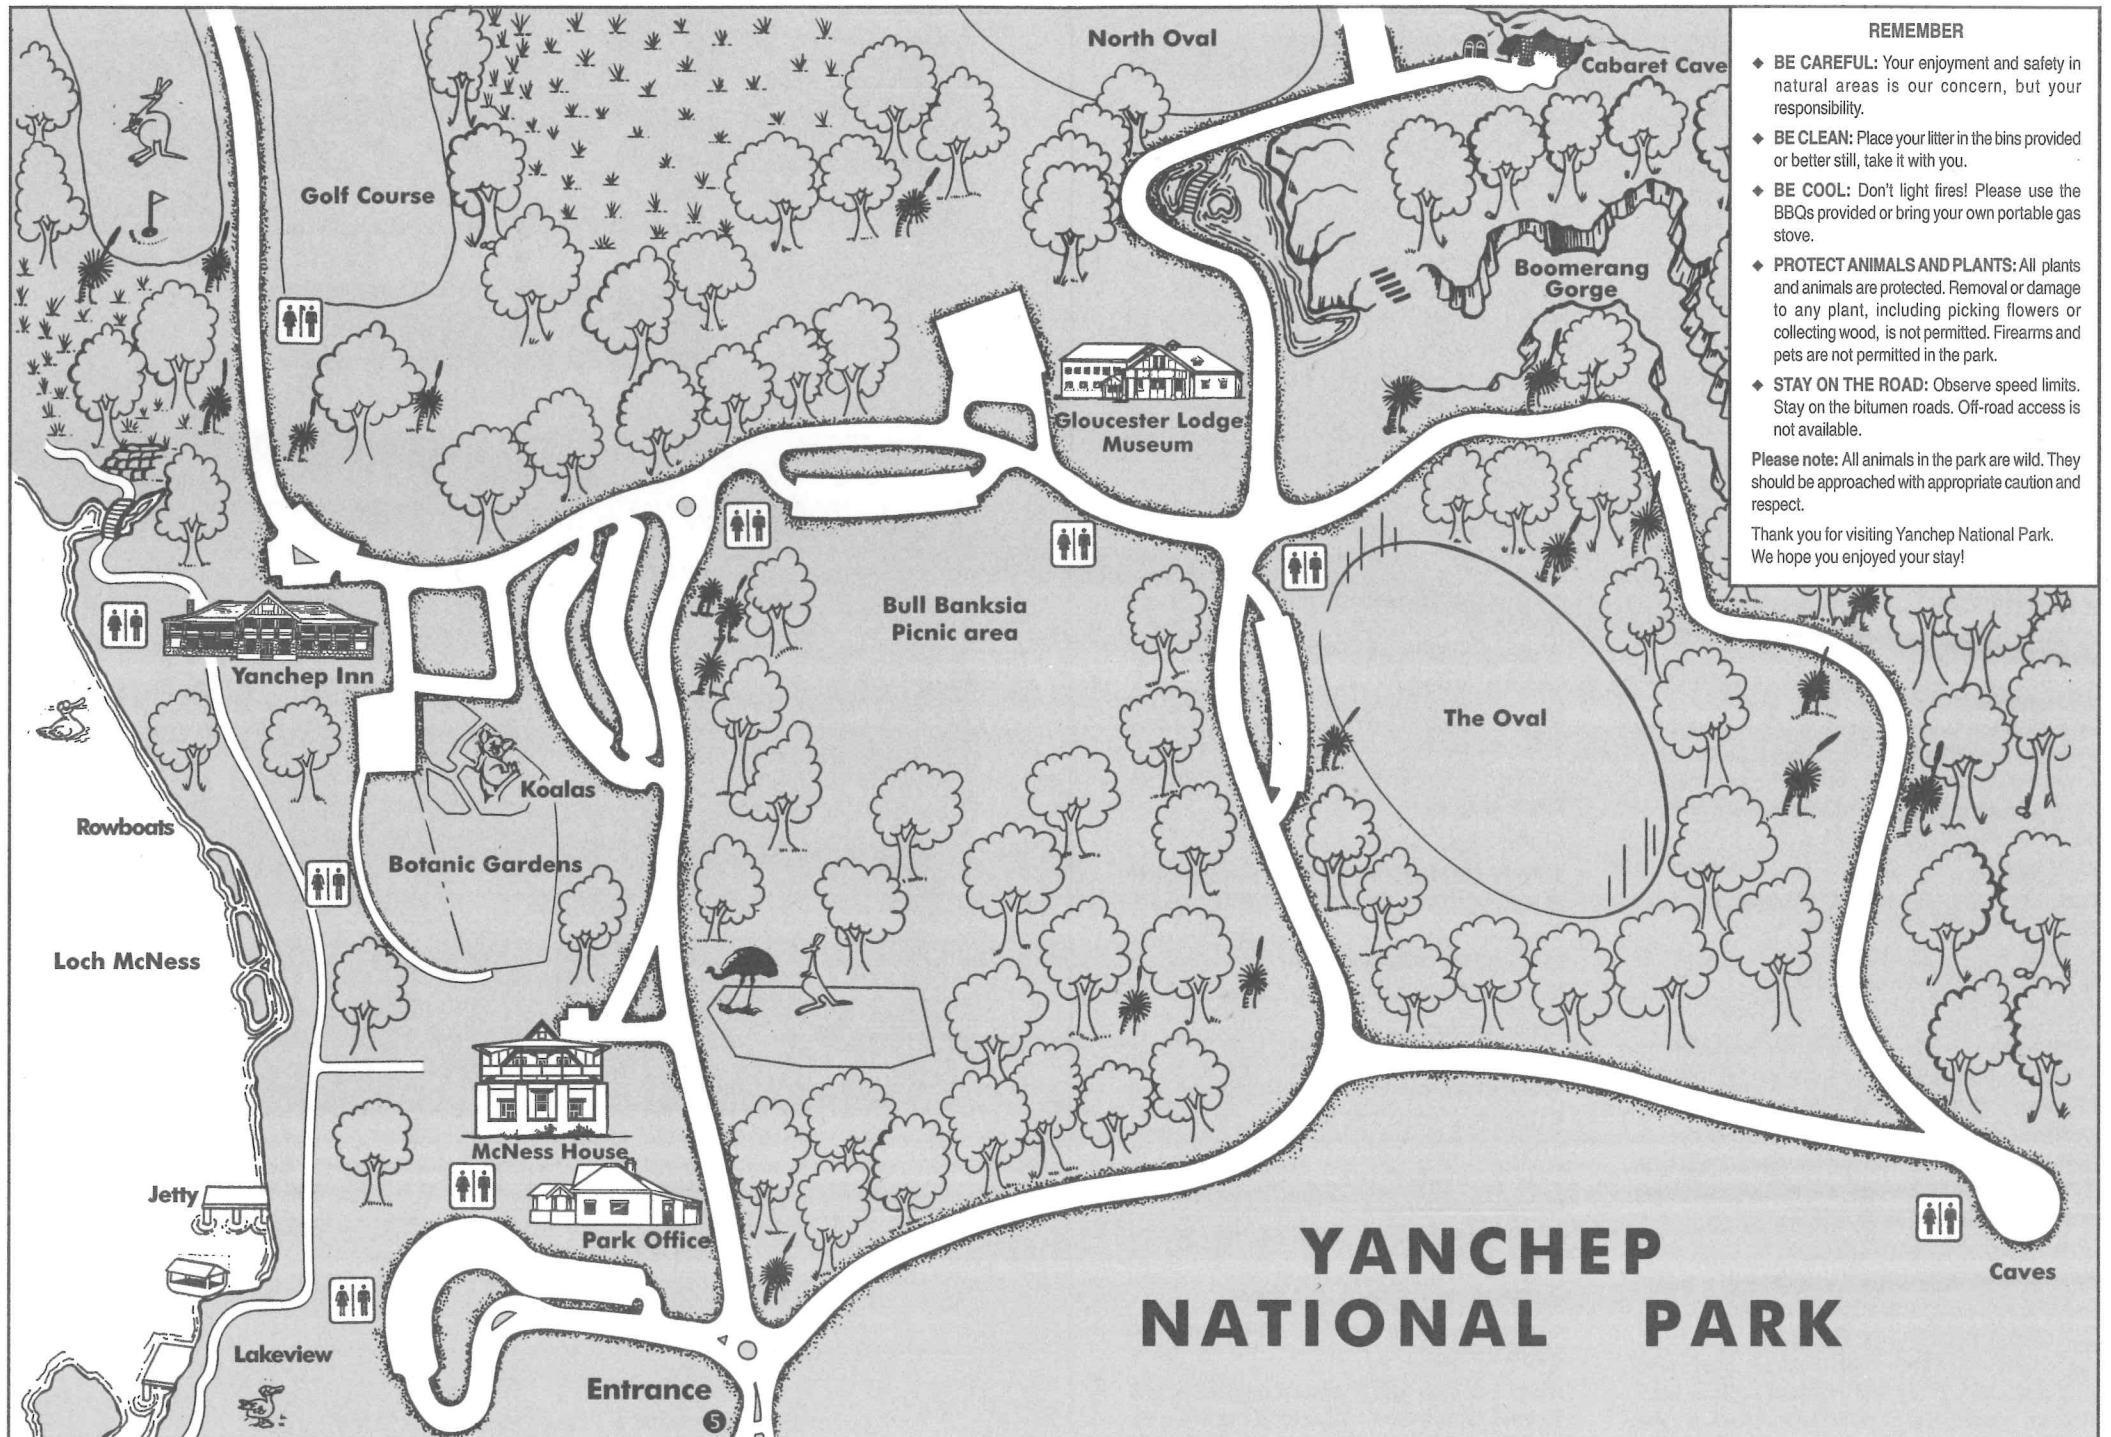 North Oval
Cabaret Cave
Golf Course
Boomerang
Gorge
Gloucester Lodge
Museum
Bull Banksia
Picnic area
Yanchep Inn
The Oval
Koalas
Rowboats
Botanic Gardens
Loch McNess
McNess House
Jetty
Park Office
Lakeview
Entrance
5
Caves
YANCHEP
NATIONAL PARK
REMEMBER
◆ BE CAREFUL: Your enjoyment and safety in
natural areas is our concern, but your
responsibility.
◆ BE CLEAN: Place your litter in the bins provided
or better still, take it with you.
◆ BE COOL: Don't light fires! Please use the
BBQs provided or bring your own portable gas
stove.
◆ PROTECT ANIMALS AND PLANTS: All plants
and animals are protected. Removal or damage
to any plant, including picking flowers or
collecting wood, is not permitted. Firearms and
pets are not permitted in the park.
◆ STAY ON THE ROAD: Observe speed limits.
Stay on the bitumen roads. Off-road access is
not available.
Please note: All animals in the park are wild. They
should be approached with appropriate caution and
respect.
Thank you for visiting Yanchep National Park.
We hope you enjoyed your stay!